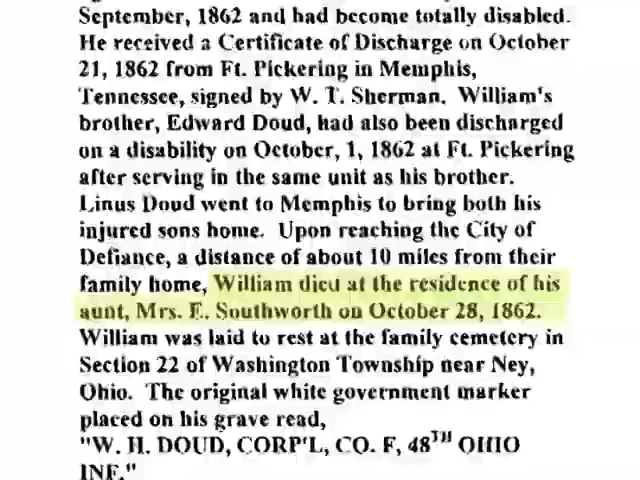 September, 1862 and had become totally disabled.
He received a Certificate of Discharge on October
21, 1862 from Ft. Pickering in Memphis,
Tennessee, signed by W. T. Sherman. William's
brother, Edward Doud, had also been discharged
on a disability on October, 1, 1862 at Ft. Pickering
after serving in the same unit as his brother.
Linus Doud went to Memphis to bring both his
injured sons home. Upon reaching the City of
Defiance, a distance of about 10 miles from their
family home, William died at the residence of his
aunt, Mrs. E. Southworth on October 28, 1862.
William was laid to rest at the family cemetery in
Section 22 of Washington Township near Ney,
Ohio. The original white government marker
placed on his grave read,
"W. H. DOUD, CORP'L, CO. F, 48TH OHIO
INF."